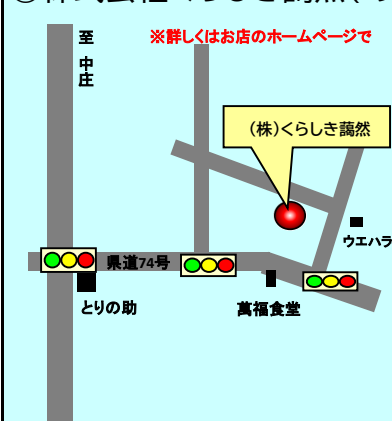 至
中庄
※詳しくはお店のホームページで
(株)くらしき藹然
ウエハラ
県道74号
とりの助
萬福食堂